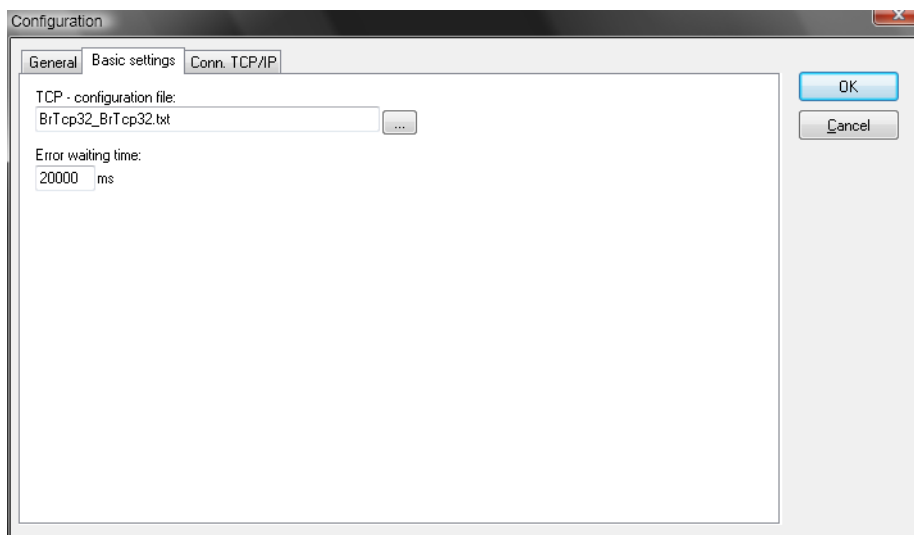 Configuration
General Basic settings Conn. TCP/IP
TCP - configuration file:
BrTcp32_BrTcp32.txt ...
Error waiting time:
20000 ms
OK
Cancel